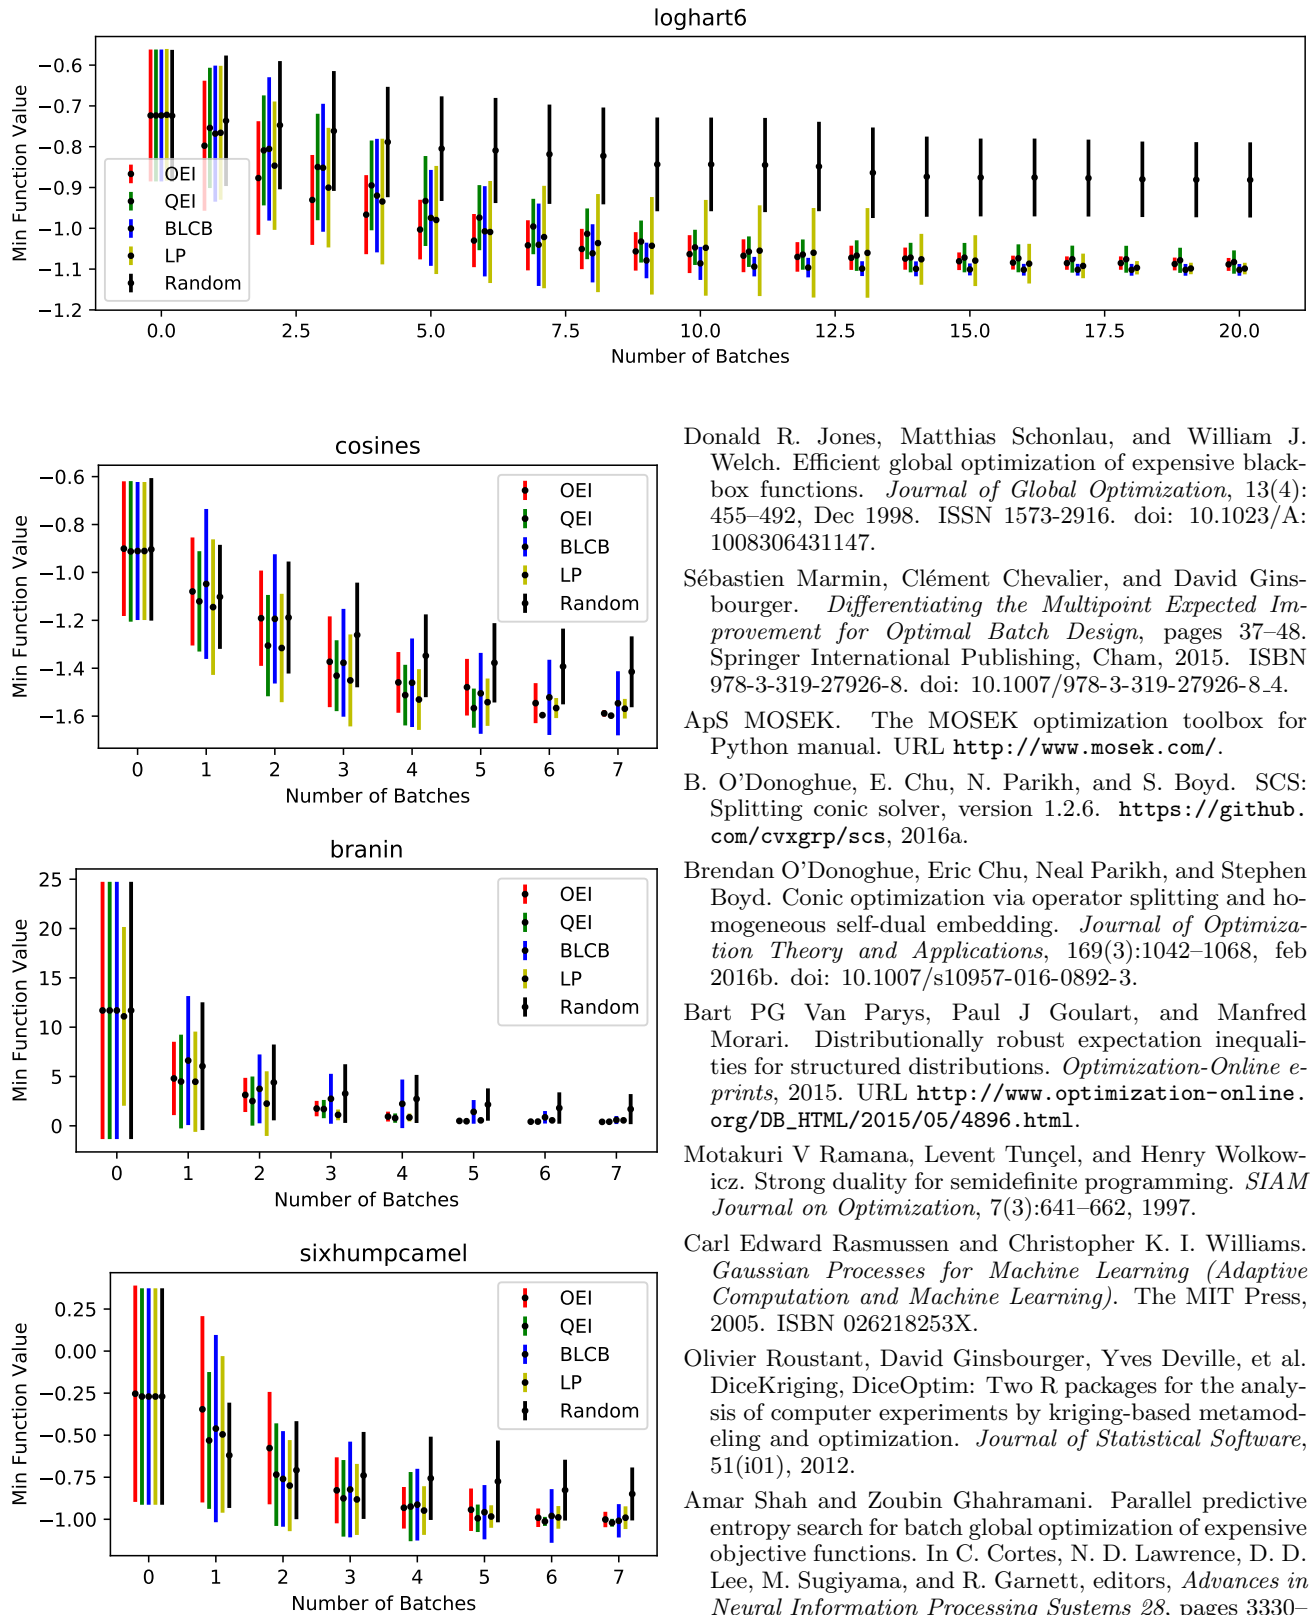 loghart6
Min Function Value
−0.6
−0.7
−0.8
−0.9
−1.0
−1.1
−1.2
OEI
QEI
BLCB
LP
Random
0.0 2.5 5.0 7.5 10.0 12.5 15.0 17.5 20.0
Number of Batches
cosines
Min Function Value
−0.6
−0.8
−1.0
−1.2
−1.4
−1.6
OEI
QEI
BLCB
LP
Random
0 1 2 3 4 5 6 7
Number of Batches
branin
Min Function Value
25
20
15
10
5
0
OEI
QEI
BLCB
LP
Random
0 1 2 3 4 5 6 7
Number of Batches
sixhumpcamel
Min Function Value
0.25
0.00
−0.25
−0.50
−0.75
−1.00
OEI
QEI
BLCB
LP
Random
0 1 2 3 4 5 6 7
Number of Batches
Donald R. Jones, Matthias Schonlau, and William J.
Welch. Efficient global optimization of expensive black-
box functions. Journal of Global Optimization, 13(4):
455–492, Dec 1998. ISSN 1573-2916. doi: 10.1023/A:
1008306431147.
Sébastien Marmin, Clément Chevalier, and David Gins-
bourger. Differentiating the Multipoint Expected Im-
provement for Optimal Batch Design, pages 37–48.
Springer International Publishing, Cham, 2015. ISBN
978-3-319-27926-8. doi: 10.1007/978-3-319-27926-8_4.
ApS MOSEK. The MOSEK optimization toolbox for
Python manual. URL http://www.mosek.com/.
B. O'Donoghue, E. Chu, N. Parikh, and S. Boyd. SCS:
Splitting conic solver, version 1.2.6. https://github.
com/cvxgrp/scs, 2016a.
Brendan O'Donoghue, Eric Chu, Neal Parikh, and Stephen
Boyd. Conic optimization via operator splitting and ho-
mogeneous self-dual embedding. Journal of Optimiza-
tion Theory and Applications, 169(3):1042–1068, feb
2016b. doi: 10.1007/s10957-016-0892-3.
Bart PG Van Parys, Paul J Goulart, and Manfred
Morari. Distributionally robust expectation inequali-
ties for structured distributions. Optimization-Online e-
prints, 2015. URL http://www.optimization-online.
org/DB_HTML/2015/05/4896.html.
Motakuri V Ramana, Levent Tunçel, and Henry Wolkow-
icz. Strong duality for semidefinite programming. SIAM
Journal on Optimization, 7(3):641–662, 1997.
Carl Edward Rasmussen and Christopher K. I. Williams.
Gaussian Processes for Machine Learning (Adaptive
Computation and Machine Learning). The MIT Press,
2005. ISBN 026218253X.
Olivier Roustant, David Ginsbourger, Yves Deville, et al.
DiceKriging, DiceOptim: Two R packages for the analy-
sis of computer experiments by kriging-based metamod-
eling and optimization. Journal of Statistical Software,
51(i01), 2012.
Amar Shah and Zoubin Ghahramani. Parallel predictive
entropy search for batch global optimization of expensive
objective functions. In C. Cortes, N. D. Lawrence, D. D.
Lee, M. Sugiyama, and R. Garnett, editors, Advances in
Neural Information Processing Systems 28, pages 3330–